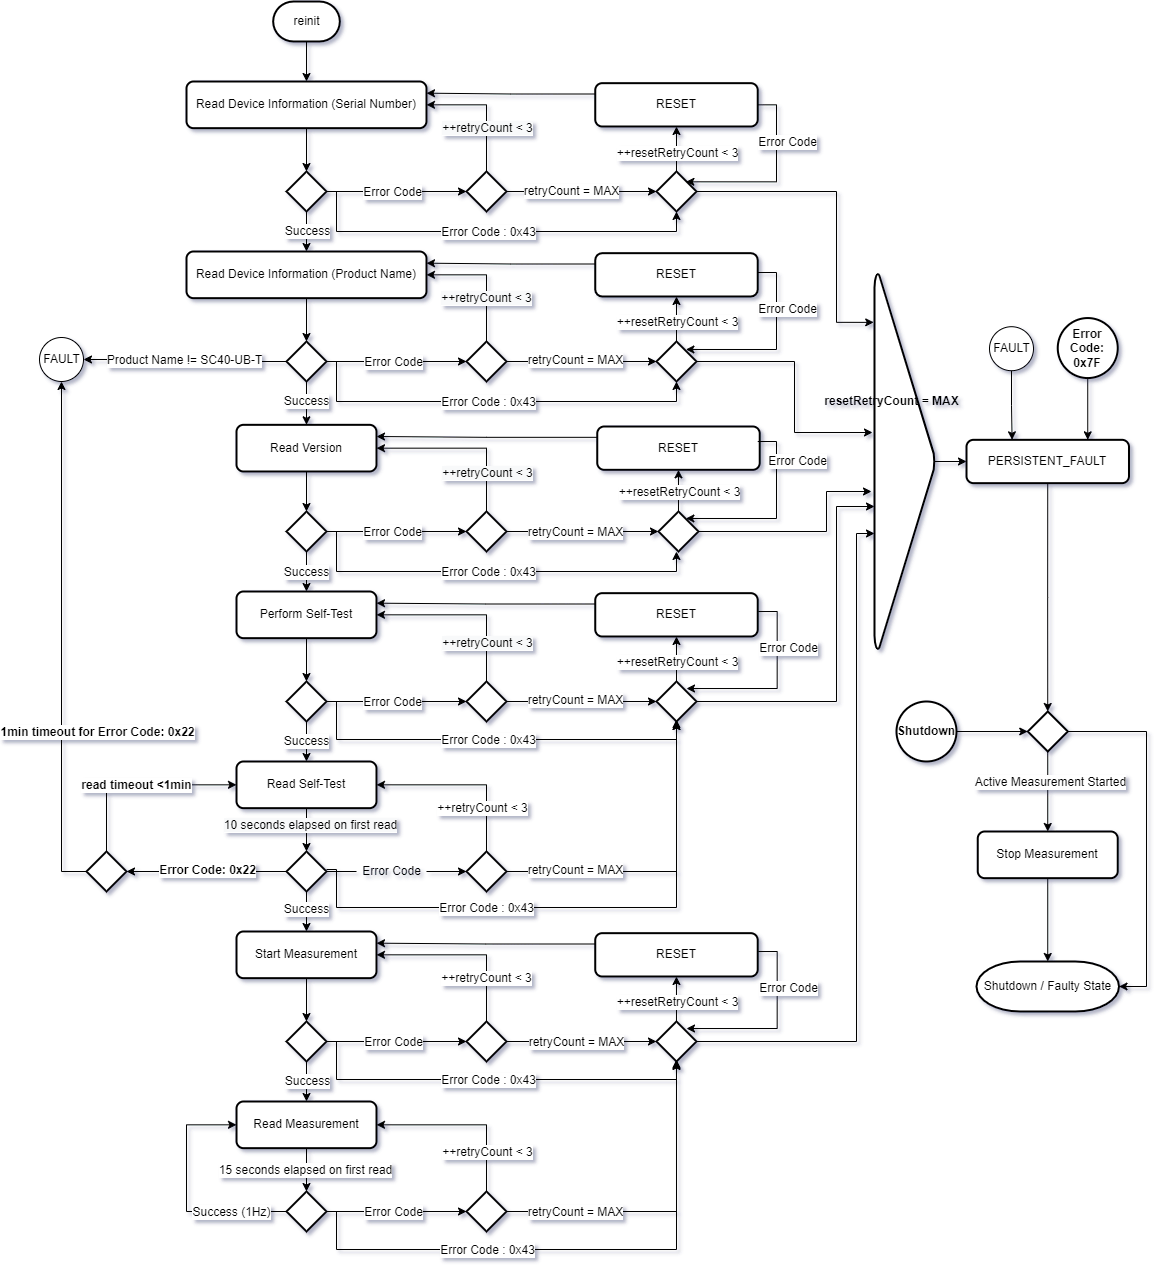 reinit
Read Device Information (Serial Number)
RESET
++retryCount < 3
Error Code
++resetRetryCount < 3
Error Code
retryCount = MAX
Success
Error Code : 0x43
Read Device Information (Product Name)
RESET
++retryCount < 3
Error Code
++resetRetryCount < 3
FAULT
Product Name != SC40-UB-T
Error Code
retryCount = MAX
Success
Error Code : 0x43
resetRetryCount = MAX
FAULT
Error
Code:
0x7F
Read Version
RESET
PERSISTENT_FAULT
++retryCount < 3
Error Code
++resetRetryCount < 3
Error Code
retryCount = MAX
Success
Error Code : 0x43
Perform Self-Test
RESET
++retryCount < 3
Error Code
++resetRetryCount < 3
Error Code
retryCount = MAX
1min timeout for Error Code: 0x22
Success
Error Code : 0x43
Shutdown
read timeout <1min
Read Self-Test
Active Measurement Started
++retryCount < 3
10 seconds elapsed on first read
Stop Measurement
Error Code: 0x22
Error Code
retryCount = MAX
Success
Error Code : 0x43
Start Measurement
RESET
++retryCount < 3
Error Code
++resetRetryCount < 3
Shutdown / Faulty State
Error Code
retryCount = MAX
Success
Error Code : 0x43
Read Measurement
++retryCount < 3
15 seconds elapsed on first read
Success (1Hz)
Error Code
retryCount = MAX
Error Code : 0x43